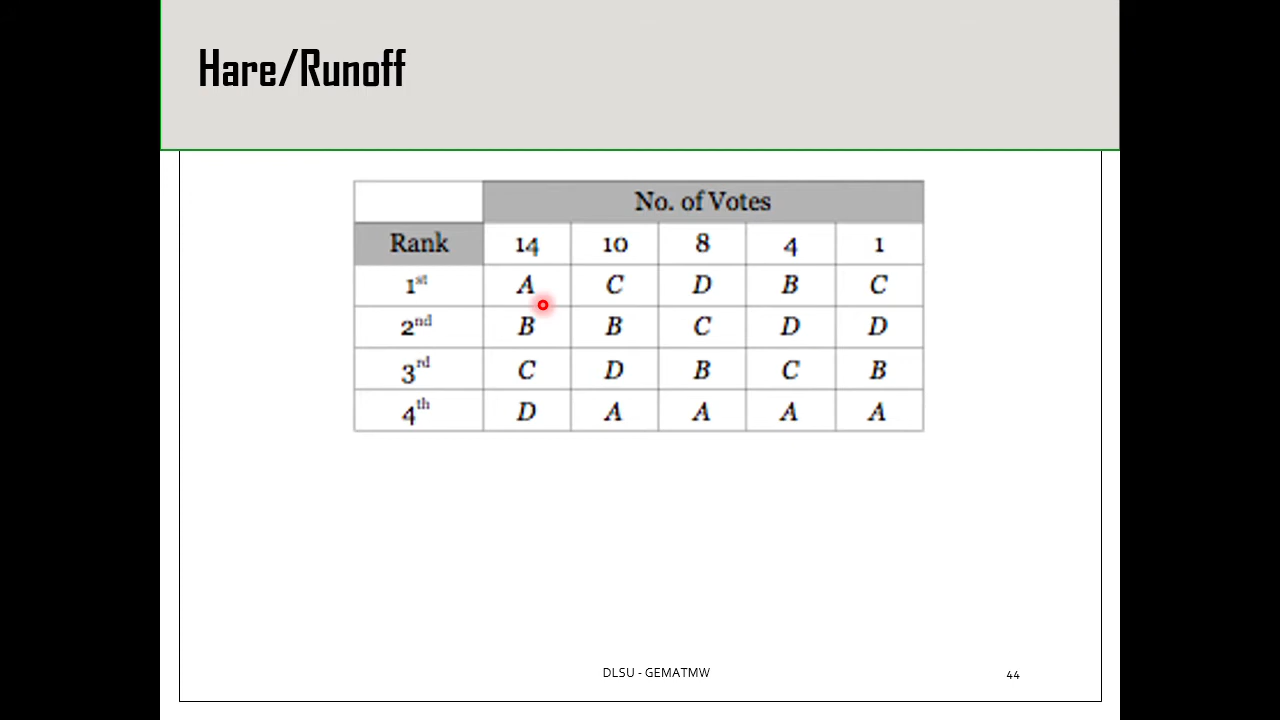 Hare/Runoff
No. of Votes
Rank 14 10 8 4 1
1st A C D B C
2nd B B C D D
3rd C D B C B
4th D A A A A
DLSU - GEMATMW 44